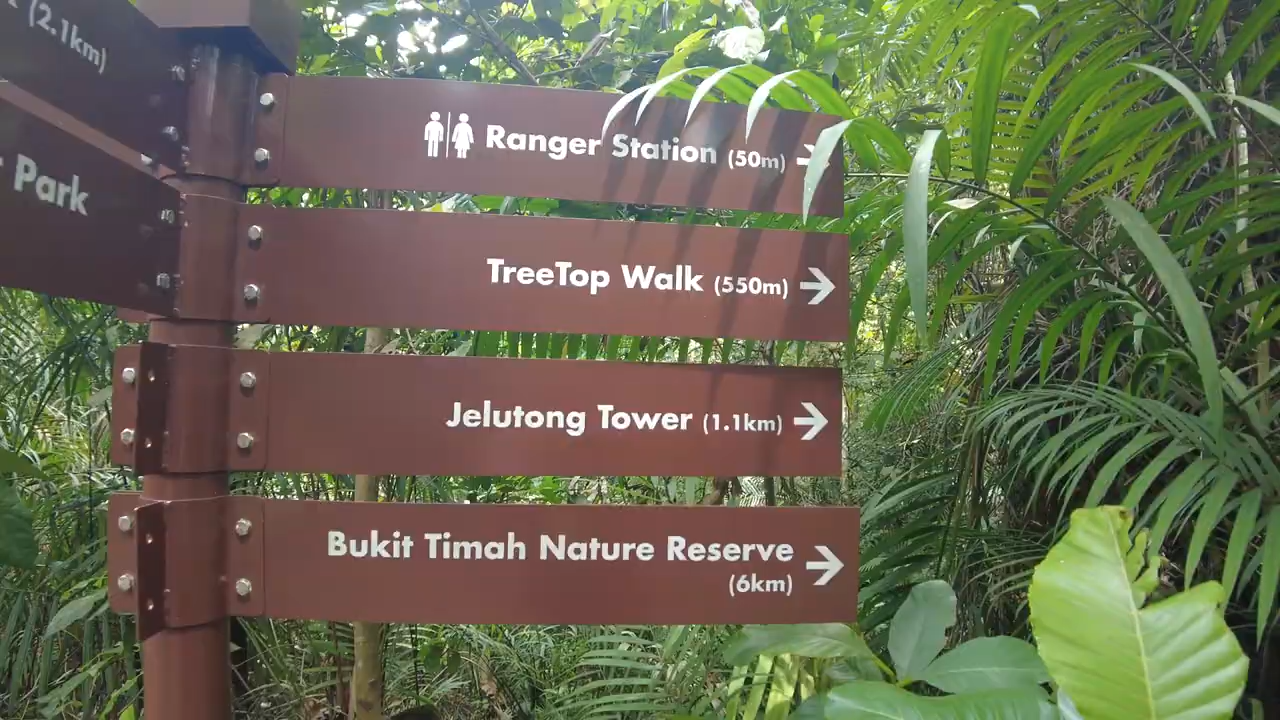 (2.1km)
Park
Ranger Station (50m)
TreeTop Walk (550m)
Jelutong Tower (1.1km)
Bukit Timah Nature Reserve
(6km)